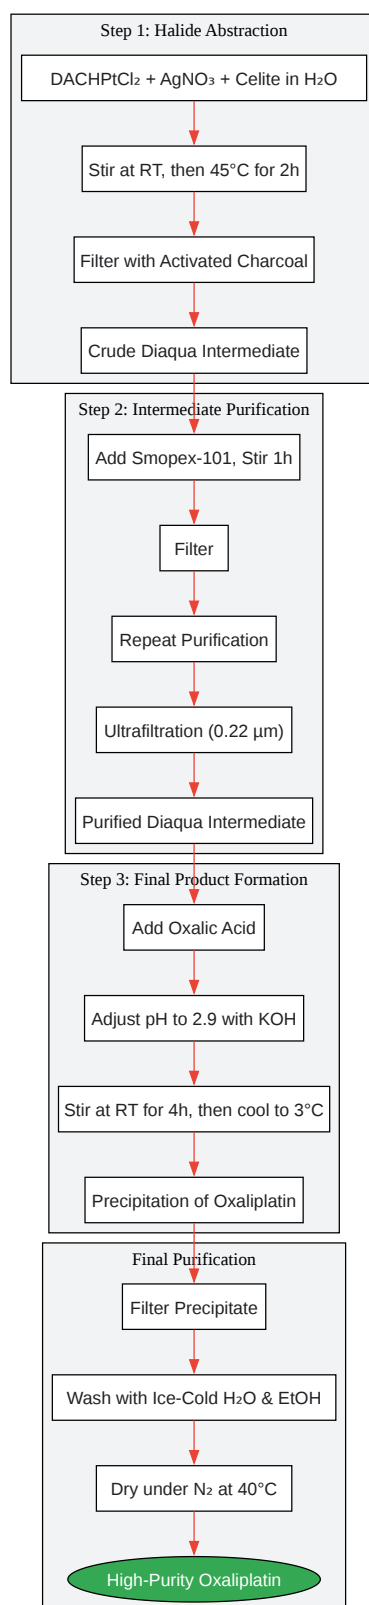 Step 1: Halide Abstraction
DACHPtCl₂ + AgNO₃ + Celite in H₂O
Stir at RT, then 45°C for 2h
Filter with Activated Charcoal
Crude Diaqua Intermediate
Step 2: Intermediate Purification
Add Smopex-101, Stir 1h
Filter
Repeat Purification
Ultrafiltration (0.22 µm)
Purified Diaqua Intermediate
Step 3: Final Product Formation
Add Oxalic Acid
Adjust pH to 2.9 with KOH
Stir at RT for 4h, then cool to 3°C
Precipitation of Oxaliplatin
Final Purification
Filter Precipitate
Wash with Ice-Cold H₂O & EtOH
Dry under N₂ at 40°C
High-Purity Oxaliplatin